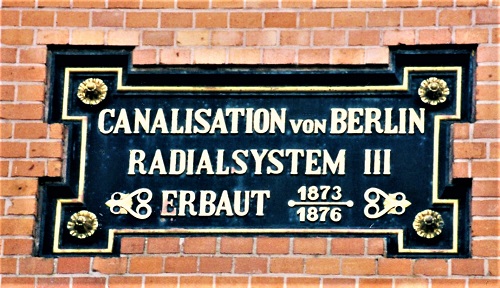 CANALISATION VON BERLIN
RADIALSYSTEM III
ERBAUT 1873
1876